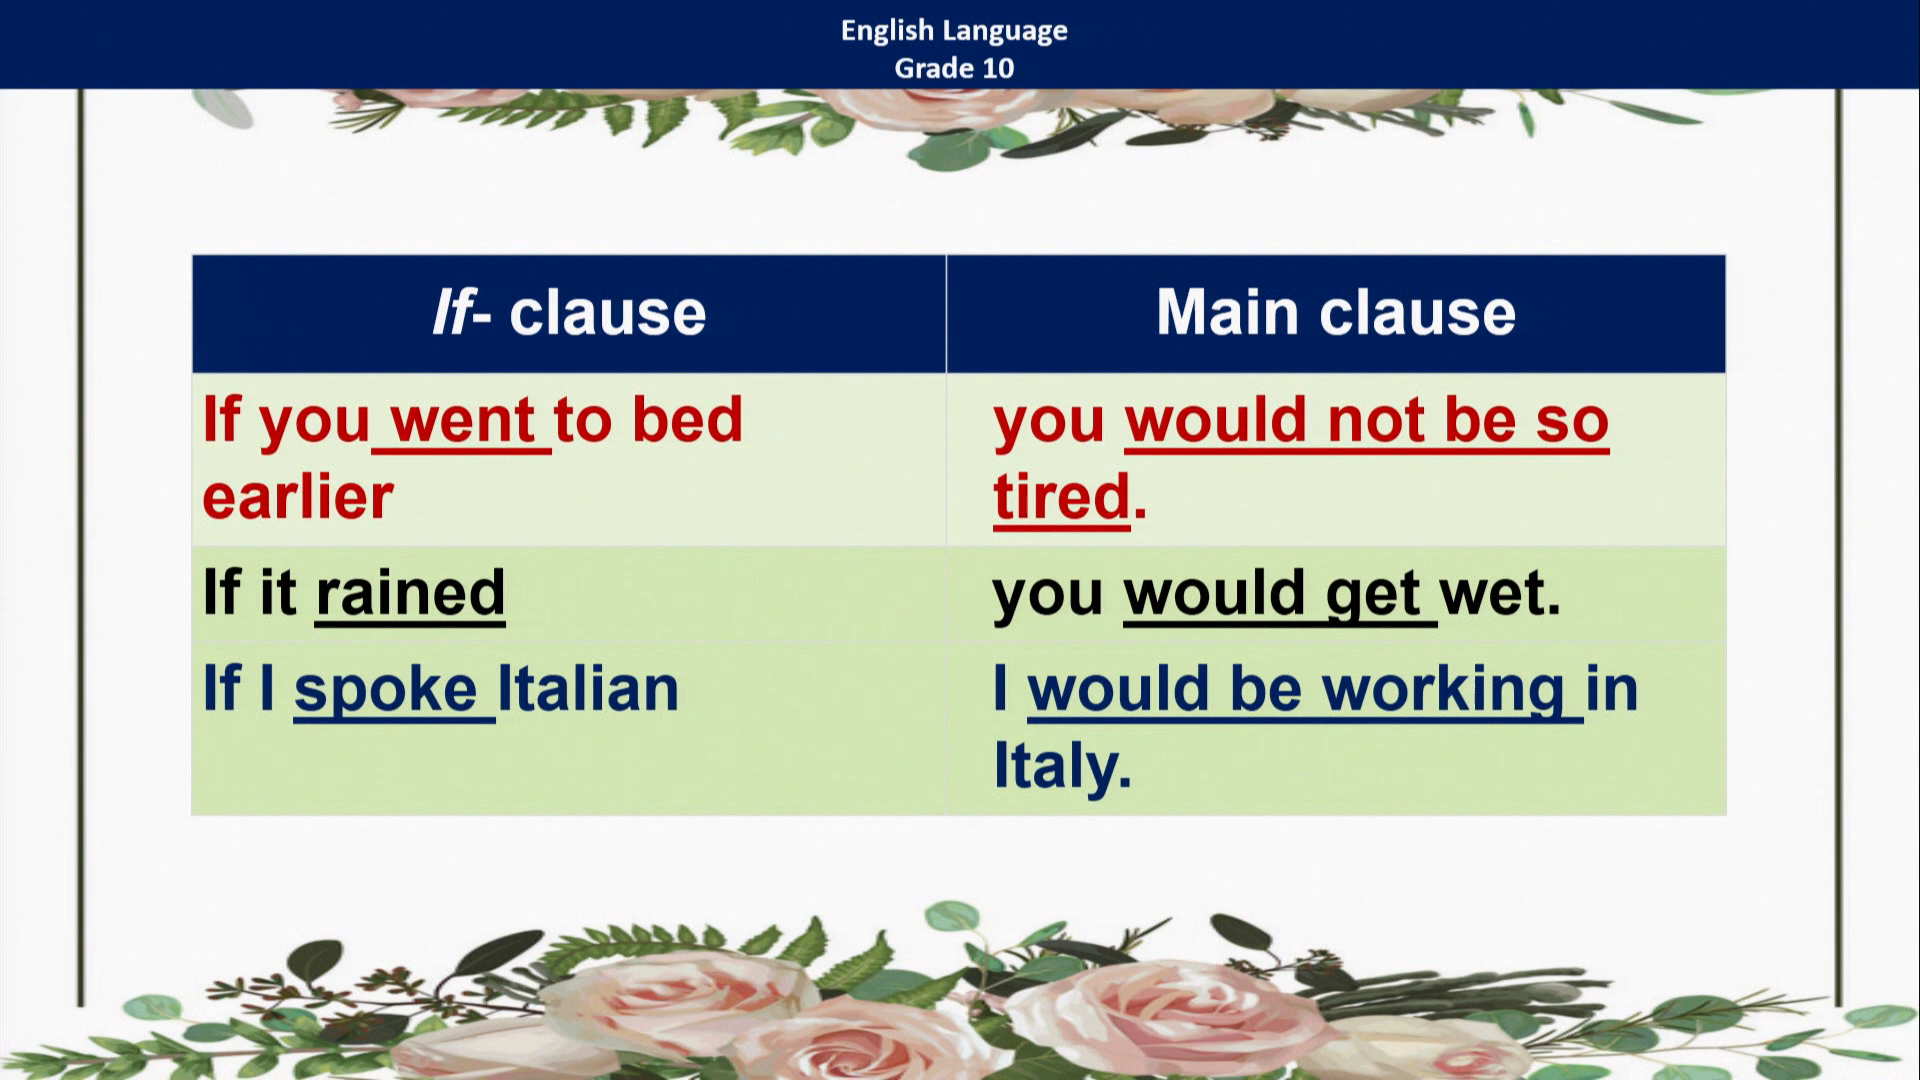 English Language
Grade 10
If- clause
Main clause
If you went to bed
earlier
you would not be so
tired.
If it rained
you would get wet.
If I spoke Italian
I would be working in
Italy.